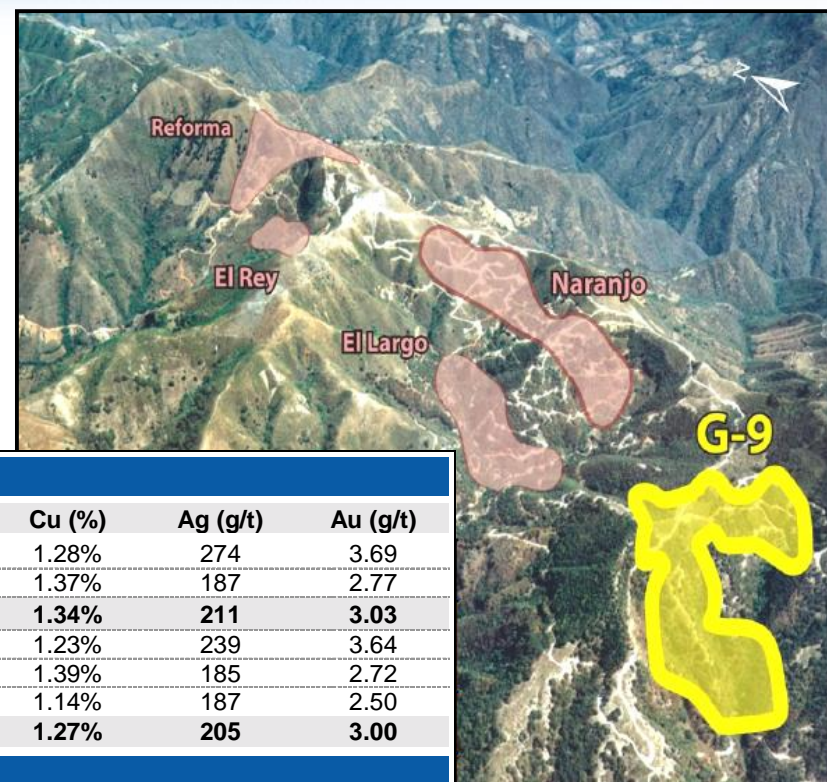 N
Reforma
El Rey
Naranjo
El Largo
G-9
Cu (%) Ag (g/t) Au (g/t)
1.28% 274 3.69
1.37% 187 2.77
1.34% 211 3.03
1.23% 239 3.64
1.39% 185 2.72
1.14% 187 2.50
1.27% 205 3.00